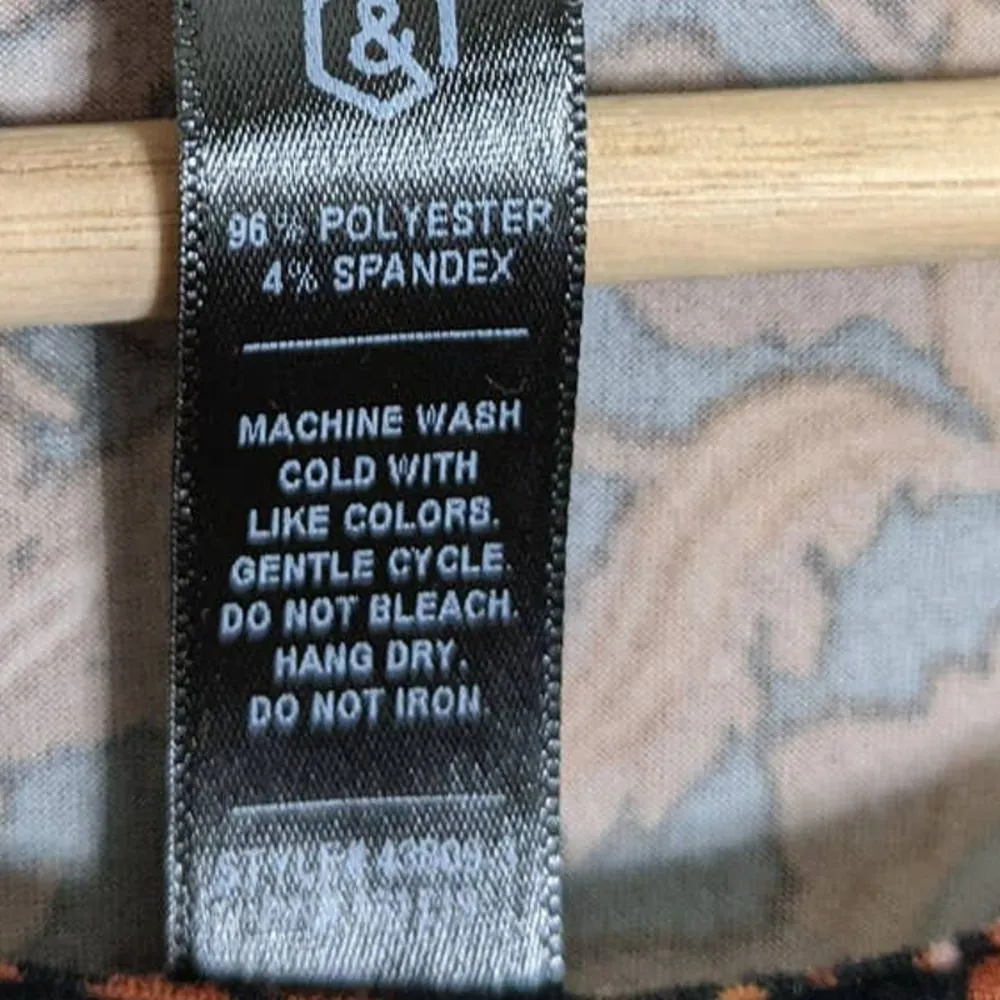 &
96% POLYESTER
4% SPANDEX
MACHINE WASH
COLD WITH
LIKE COLORS.
GENTLE CYCLE.
DO NOT BLEACH.
HANG DRY.
DO NOT IRON.
STYLE#